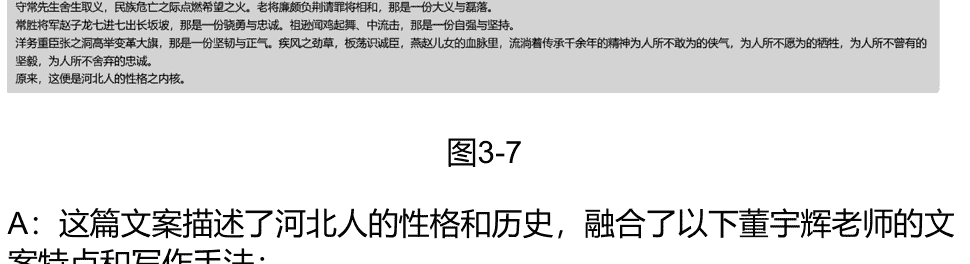 守常先生舍生取义，民族危亡之际点燃希望之火。老将廉颇负荆请罪将相和，那是一份大义与磊落。
常胜将军赵子龙七进七出长坂坡，那是一份骁勇与忠诚。祖逊闻鸡起舞、中流击，那是一份自强与坚持。
洋务重臣张之洞高举变革大旗，那是一份坚韧与正气。疾风之劲草，板荡识诚臣，燕赵儿女的血脉里，流淌着传承千余年的精神为人所不敢为的侠气，为人所不愿为的牺牲，为人所不曾有的
坚毅，为人所不舍弃的忠诚。
原来，这便是河北人的性格之内核。
图3-7
A：这篇文案描述了河北人的性格和历史，融合了以下董宇辉老师的文
案特点和写作手法：